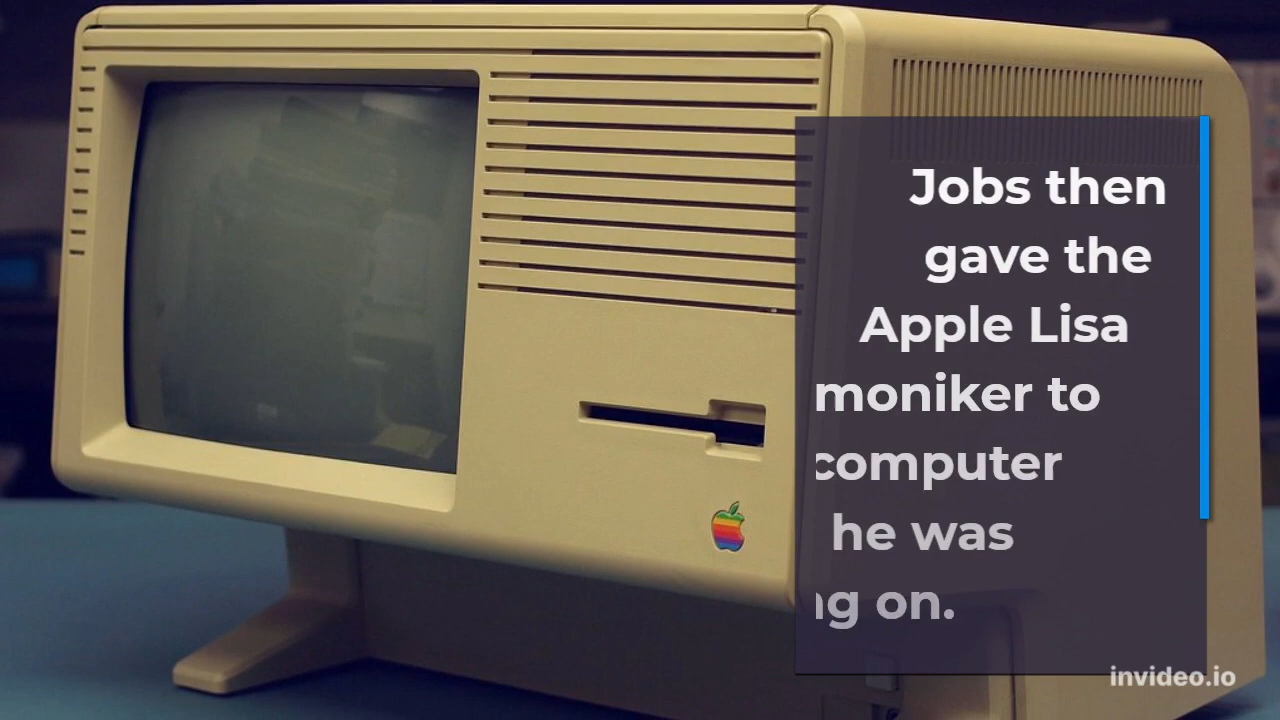 Jobs then
gave the
Apple Lisa
moniker to
computer
he was
on.
invideo.io